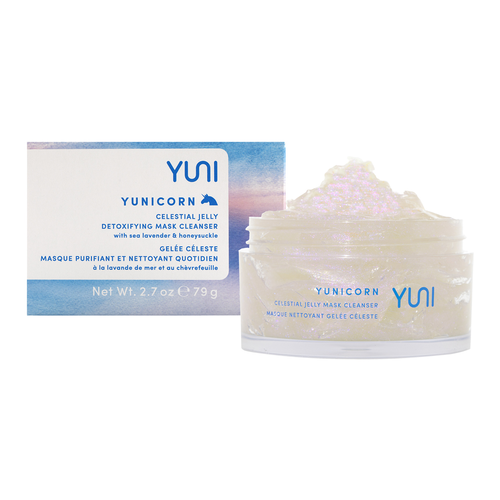 YUNI
YUNICORN
CELESTIAL JELLY
DETOXIFYING MASK CLEANSER
with sea lavender & honeysuckle
GELÉE CÉLESTE
MASQUE PURIFIANT ET NETTOYANT QUOTIDIEN
à la lavande de mer et au chèvrefeuille
Net Wt. 2.7 oz ℮ 79 g
YUNICORN
CELESTIAL JELLY MASK CLEANSER
MASQUE NETTOYANT GELÉE CÉLESTE
YUNI